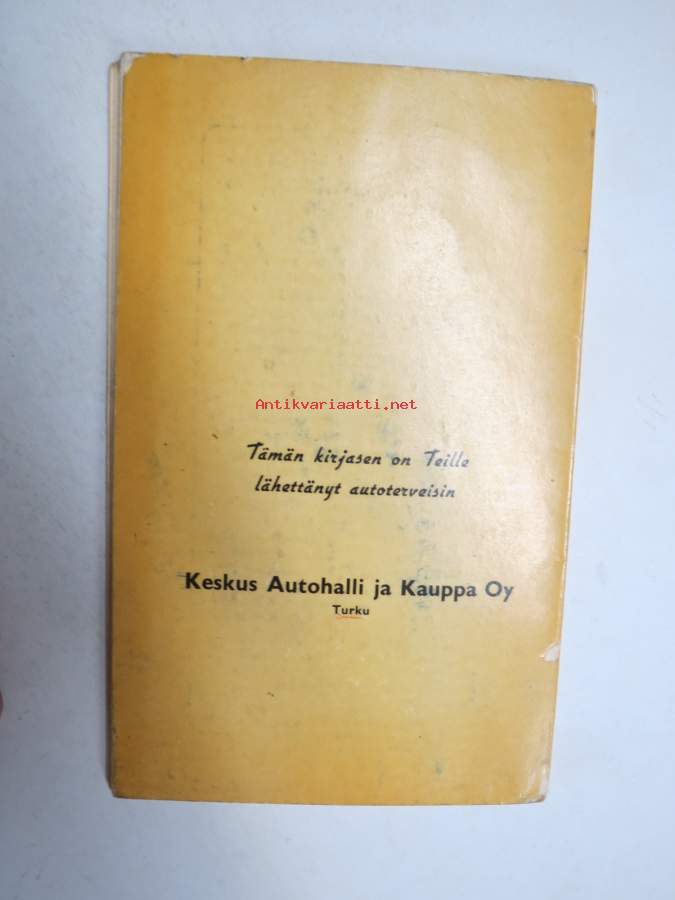 Antikvariaatti.net
Tämän kirjasen on Teille
lähettänyt autoterveisin
Keskus Autohalli ja Kauppa Oy
Turku